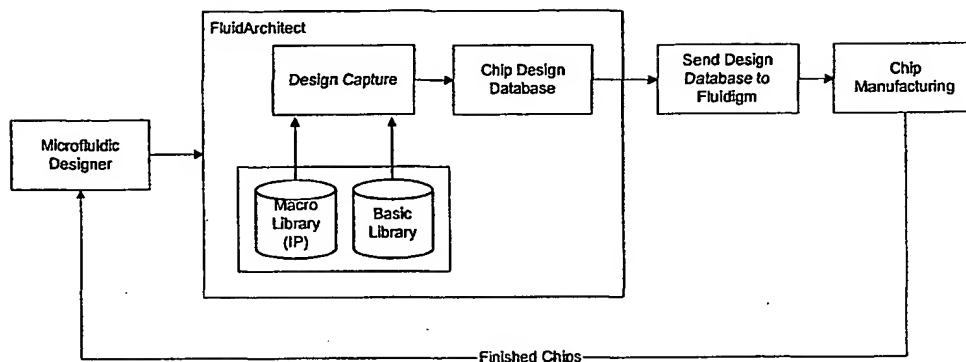 FluidArchitect
Design Capture
Chip Design
Database
Send Design
Database to
Fluidigm
Chip
Manufacturing
Microfluidic
Designer
Macro
Library
(IP)
Basic
Library
Finished Chips